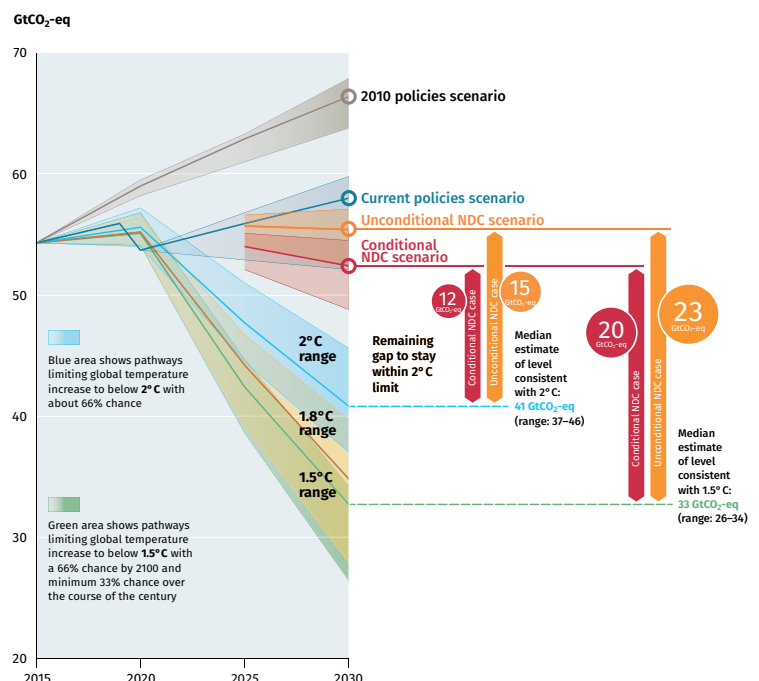 GtCO₂-eq
70
60
50
40
30
20
2015
2020
2025
2030
2010 policies scenario
Current policies scenario
Unconditional NDC scenario
Conditional
NDC scenario
2°C
range
1.8°C
range
1.5°C
range
Blue area shows pathways
limiting global temperature
increase to below 2°C with
about 66% chance
Green area shows pathways
limiting global temperature
increase to below 1.5°C with
a 66% chance by 2100 and
minimum 33% chance over
the course of the century
Remaining
gap to stay
within 2°C
limit
12
GtCO₂-eq
Conditional NDC case
Unconditional NDC case
15
GtCO₂-eq
Median
estimate
of level
consistent
with 2°C:
41 GtCO₂-eq
(range: 37–46)
20
GtCO₂-eq
Conditional NDC case
Unconditional NDC case
23
GtCO₂-eq
Median
estimate
of level
consistent
with 1.5°C:
33 GtCO₂-eq
(range: 26–34)